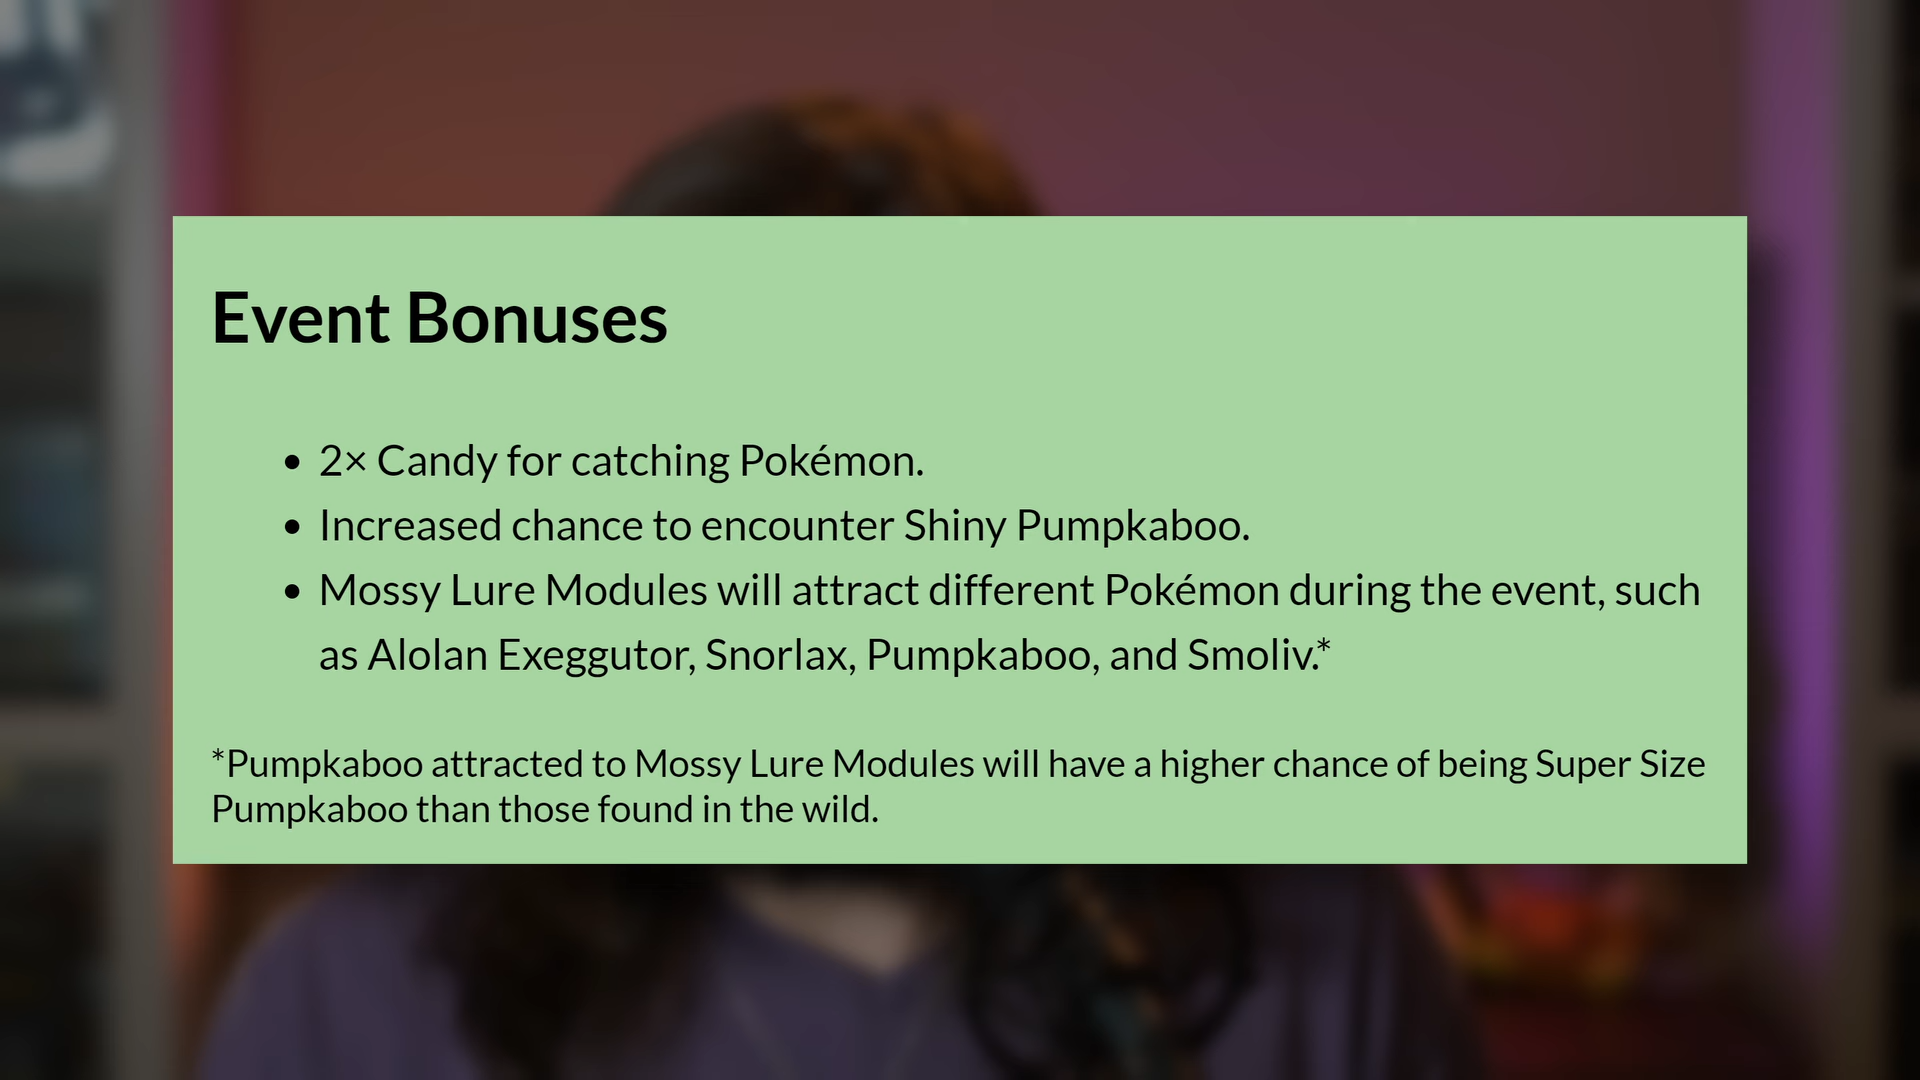 Event Bonuses
• 2× Candy for catching Pokémon.
• Increased chance to encounter Shiny Pumpkaboo.
• Mossy Lure Modules will attract different Pokémon during the event, such
as Alolan Exeggutor, Snorlax, Pumpkaboo, and Smoliv.*
*Pumpkaboo attracted to Mossy Lure Modules will have a higher chance of being Super Size
Pumpkaboo than those found in the wild.